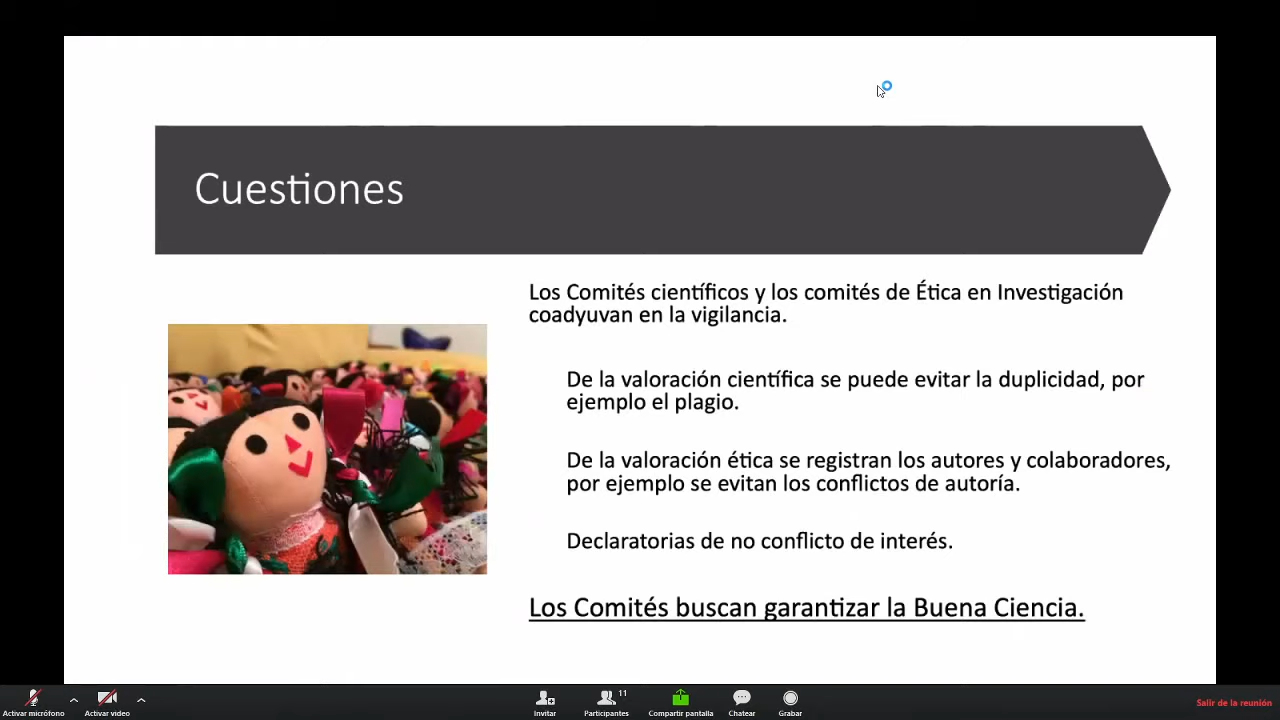 Cuestiones
Los Comités científicos y los comités de Ética en Investigación
coadyuvan en la vigilancia.
De la valoración científica se puede evitar la duplicidad, por
ejemplo el plagio.
De la valoración ética se registran los autores y colaboradores,
por ejemplo se evitan los conflictos de autoría.
Declaratorias de no conflicto de interés.
Los Comités buscan garantizar la Buena Ciencia.
Activar micrófono
Activar video
Invitar
11
Participantes
Compartir pantalla
Chatear
Grabar
Salir de la reunión